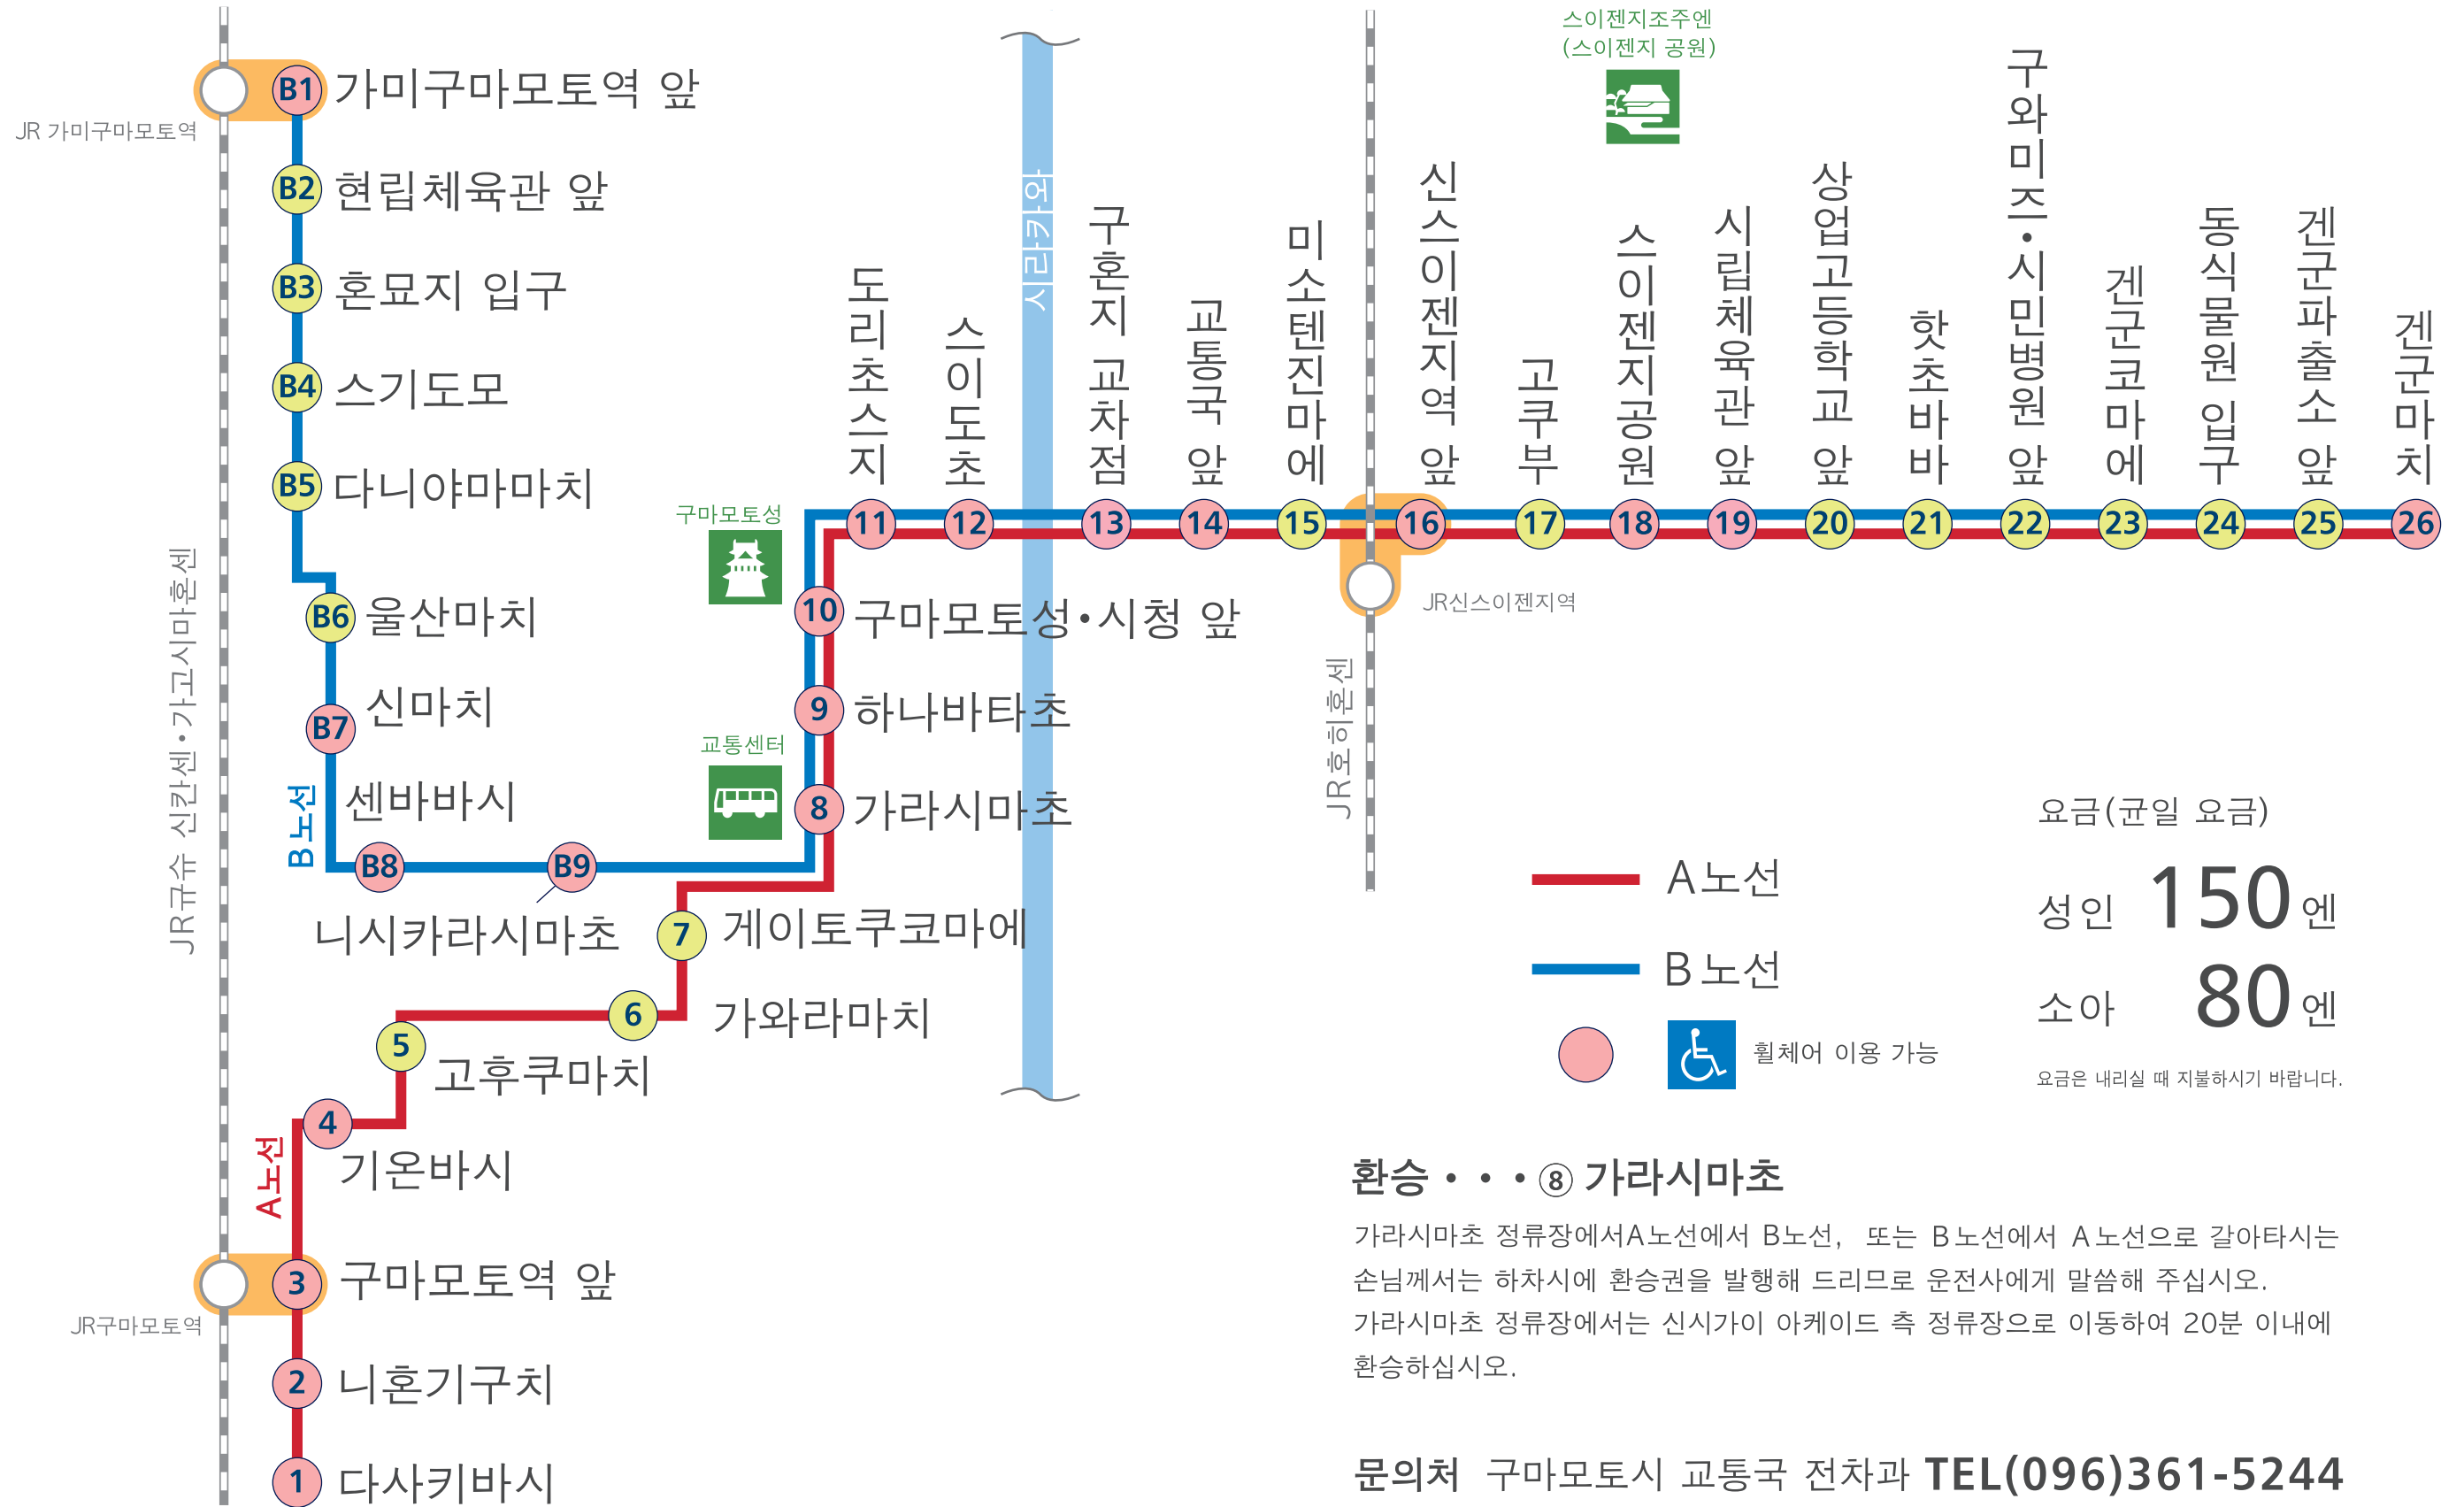 스이젠지조주엔
(스이젠지 공원)
B1 가미구마모토역 앞
JR 가미구마모토역
B2 현립체육관 앞
B3 혼묘지 입구
B4 스기도모
B5 다니야마마치
B6 울산마치
B7 신마치
센바바시
B8
B9
니시카라시마초
B노선
JR규슈 신칸센·가고시마혼센
구마모토성
교통센터
시라카와
도리초스지
스이도초
구혼지 교차점
교통국 앞
미소텐진마에
신스이젠지역 앞
고쿠부
스이젠지공원
시립체육관 앞
상업고등학교 앞
핫초바바
구와미즈·시민병원 앞
겐군코마에
동식물원 입구
겐군파출소 앞
겐군마치
11 12 13 14 15 16 17 18 19 20 21 22 23 24 25 26
JR신스이젠지역
JR호히혼센
10 구마모토성·시청 앞
9 하나바타초
8 가라시마초
7 게이토쿠코마에
6 가와라마치
5 고후쿠마치
4 기온바시
A노선
3 구마모토역 앞
JR구마모토역
2 니혼기구치
1 다사키바시
A노선
B노선
휠체어 이용 가능
요금(균일 요금)
성인 150엔
소아 80엔
요금은 내리실 때 지불하시기 바랍니다.
환승・・・⑧ 가라시마초
가라시마초 정류장에서A노선에서 B노선, 또는 B노선에서 A노선으로 갈아타시는
손님께서는 하차시에 환승권을 발행해 드리므로 운전사에게 말씀해 주십시오.
가라시마초 정류장에서는 신시가이 아케이드 측 정류장으로 이동하여 20분 이내에
환승하십시오.
문의처 구마모토시 교통국 전차과 TEL(096)361-5244